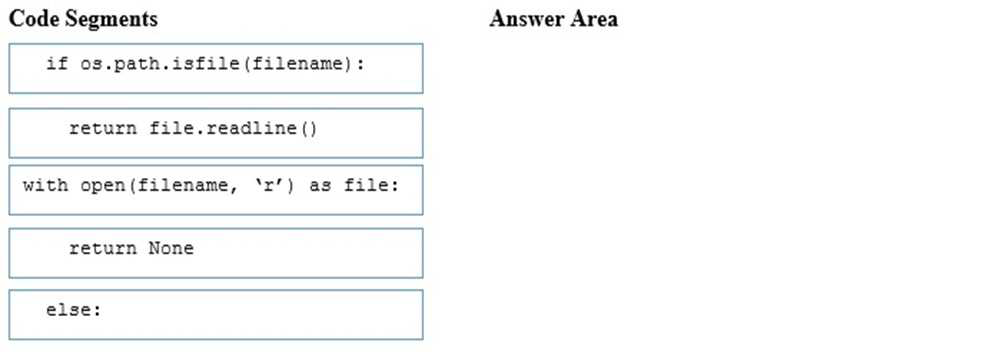 Code Segments
Answer Area
if os.path.isfile(filename):
return file.readline()
with open(filename, ‘r’) as file:
return None
else: